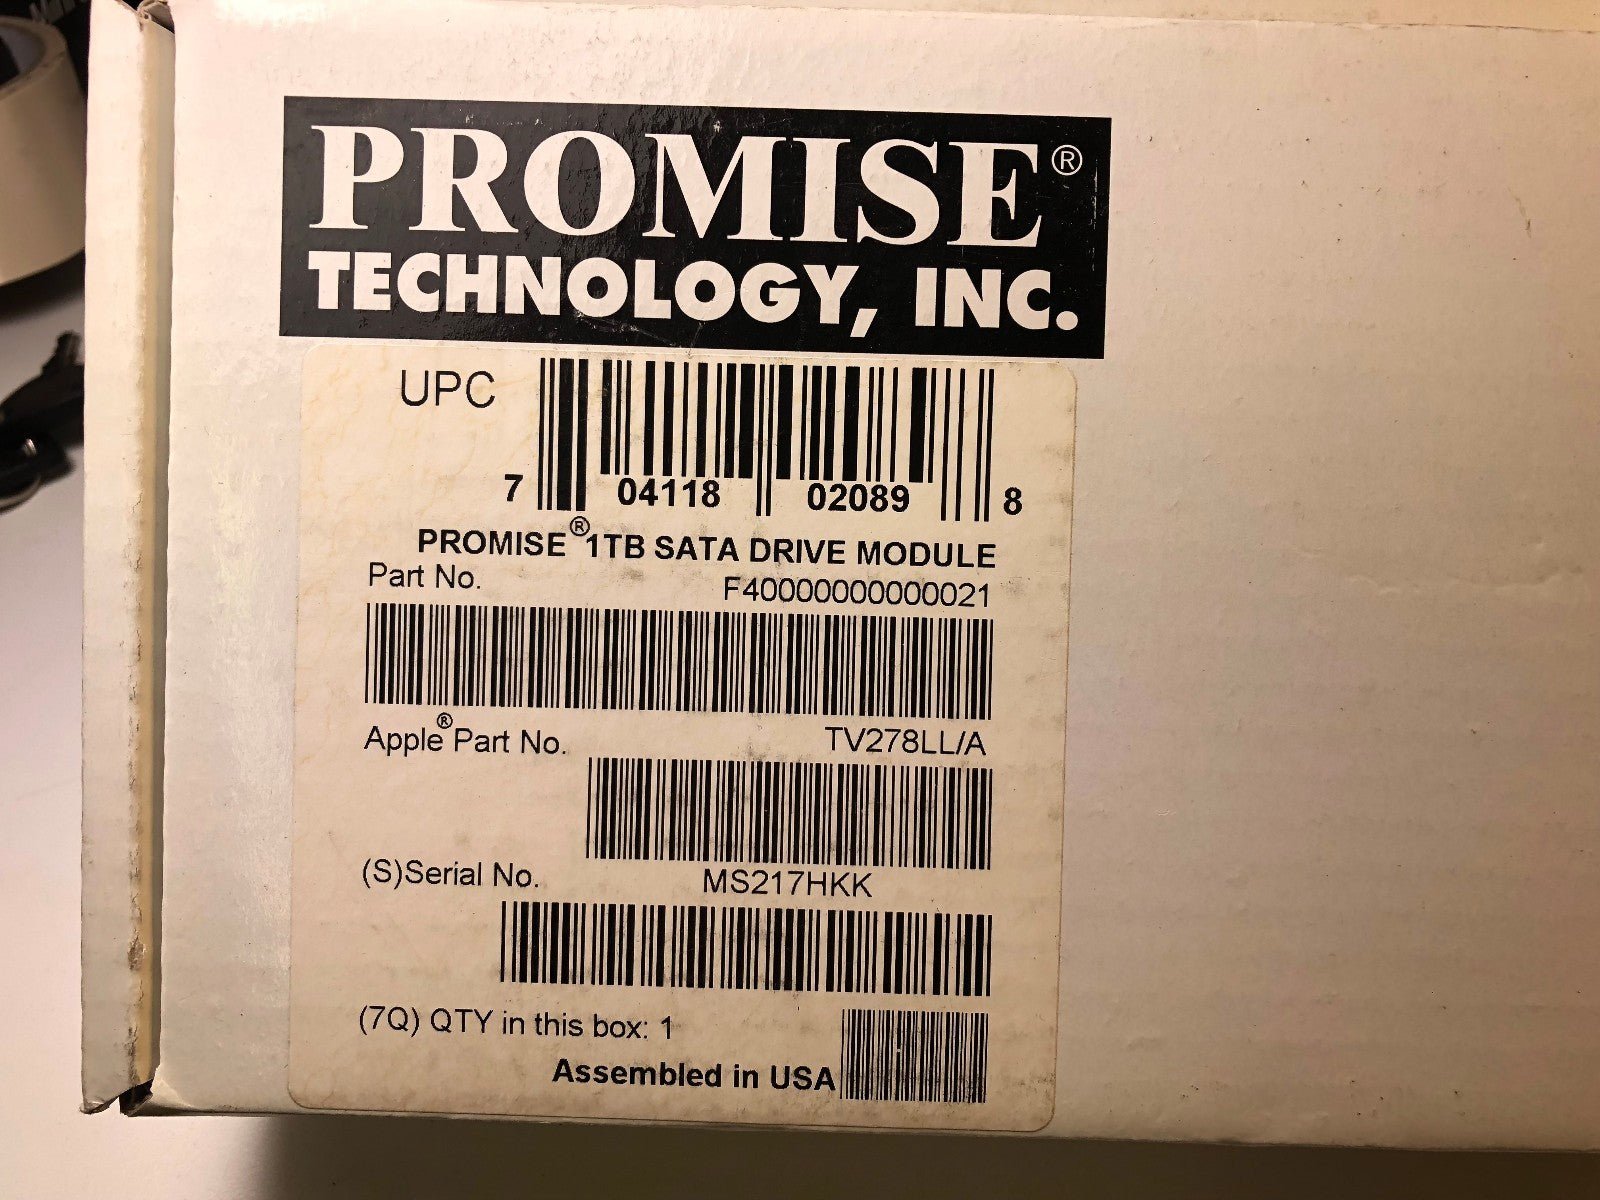 PROMISE®
TECHNOLOGY, INC.
UPC
7 04118 02089 8
PROMISE® 1TB SATA DRIVE MODULE
Part No. F40000000000021
Apple® Part No. TV278LL/A
(S)Serial No. MS217HKK
(7Q) QTY in this box: 1
Assembled in USA